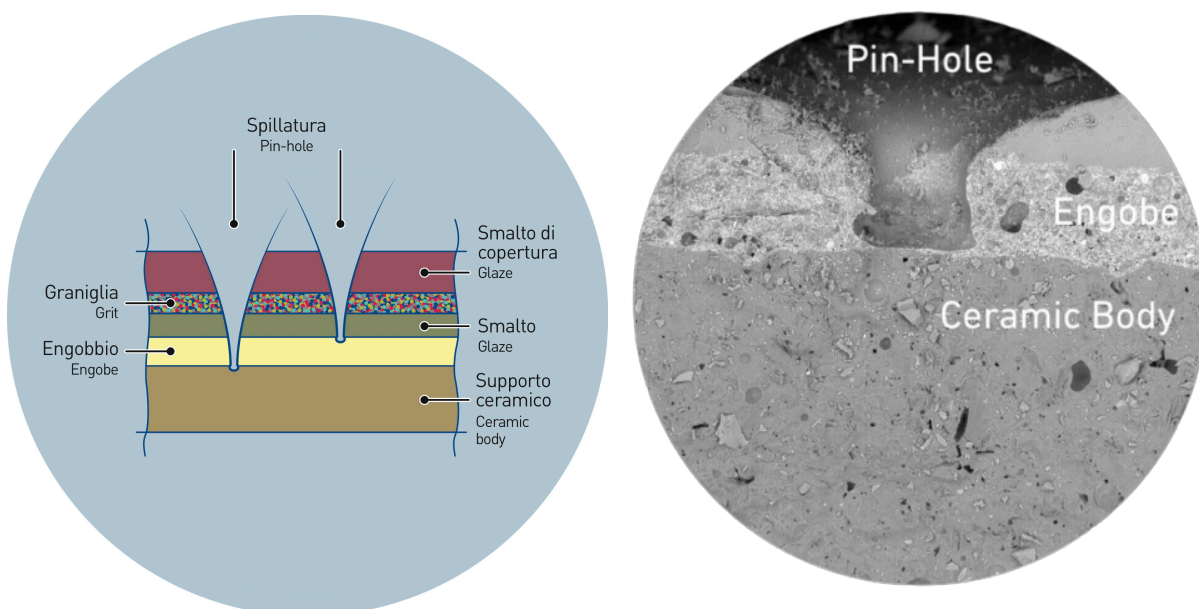 Spillatura
Pin-hole
Smalto di
copertura
Glaze
Graniglia
Grit
Smalto
Glaze
Engobbio
Engobe
Supporto
ceramico
Ceramic
body
Pin-Hole
Engobe
Ceramic Body